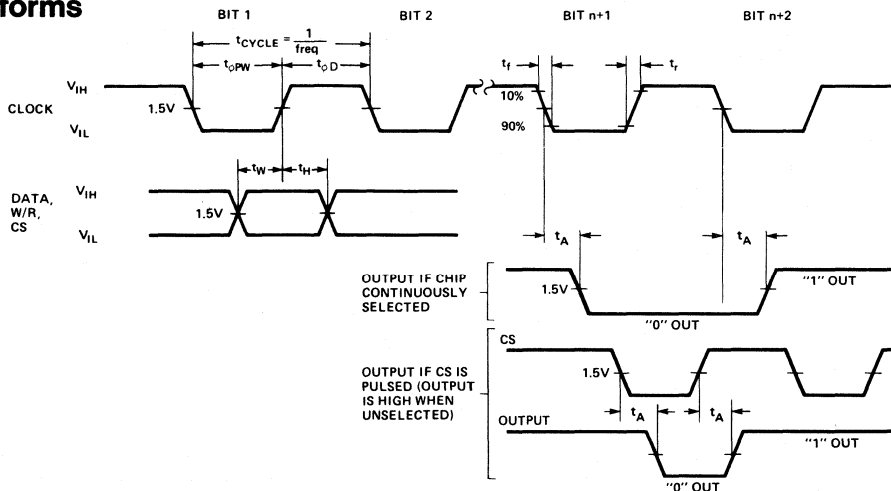 forms
BIT 1
BIT 2
BIT n+1
BIT n+2
tCYCLE = 1/freq
tφPW
tφD
tf
tr
CLOCK
VIH
1.5V
VIL
10%
90%
tW
tH
DATA,
W/R,
CS
VIH
1.5V
VIL
tA
tA
OUTPUT IF CHIP
CONTINUOUSLY
SELECTED
1.5V
"0" OUT
"1" OUT
OUTPUT IF CS IS
PULSED (OUTPUT
IS HIGH WHEN
UNSELECTED)
CS
1.5V
tA
tA
OUTPUT
"0" OUT
"1" OUT